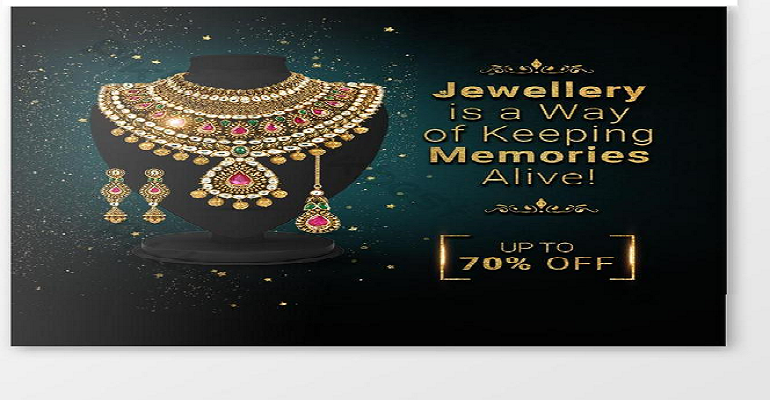 Jewellery
is a Way
of Keeping
Memories
Alive!
UP TO
70% OFF